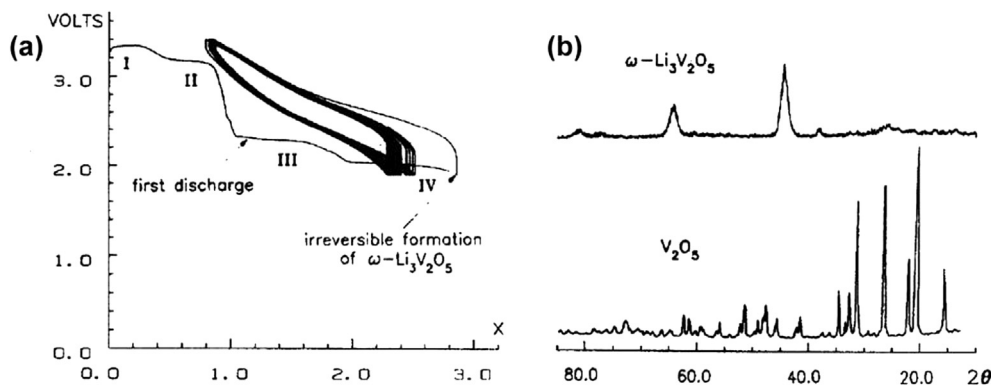 (a)
VOLTS
I
II
3.0
III
2.0
IV
first discharge
irreversible formation
of ω-Li₃V₂O₅
1.0
X
0.0
0.0 1.0 2.0 3.0
(b)
ω-Li₃V₂O₅
V₂O₅
80.0 60.0 40.0 20.0 2θ